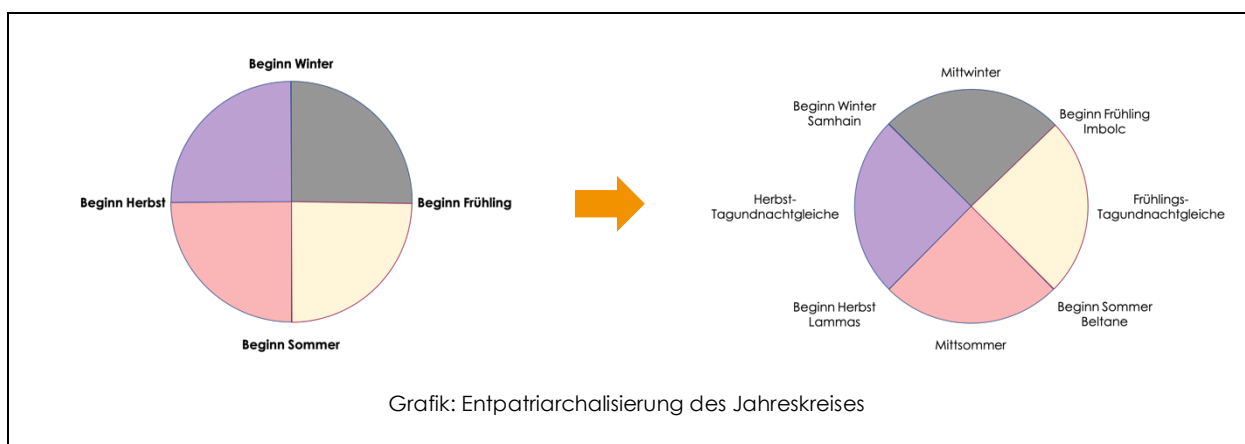 Beginn Winter
Beginn Herbst
Beginn Frühling
Beginn Sommer
Mittwinter
Beginn Winter
Samhain
Beginn Frühling
Imbolc
Herbst-
Tagundnachtgleiche
Frühlings-
Tagundnachtgleiche
Beginn Herbst
Lammas
Beginn Sommer
Beltane
Mittsommer
Grafik: Entpatriarchalisierung des Jahreskreises